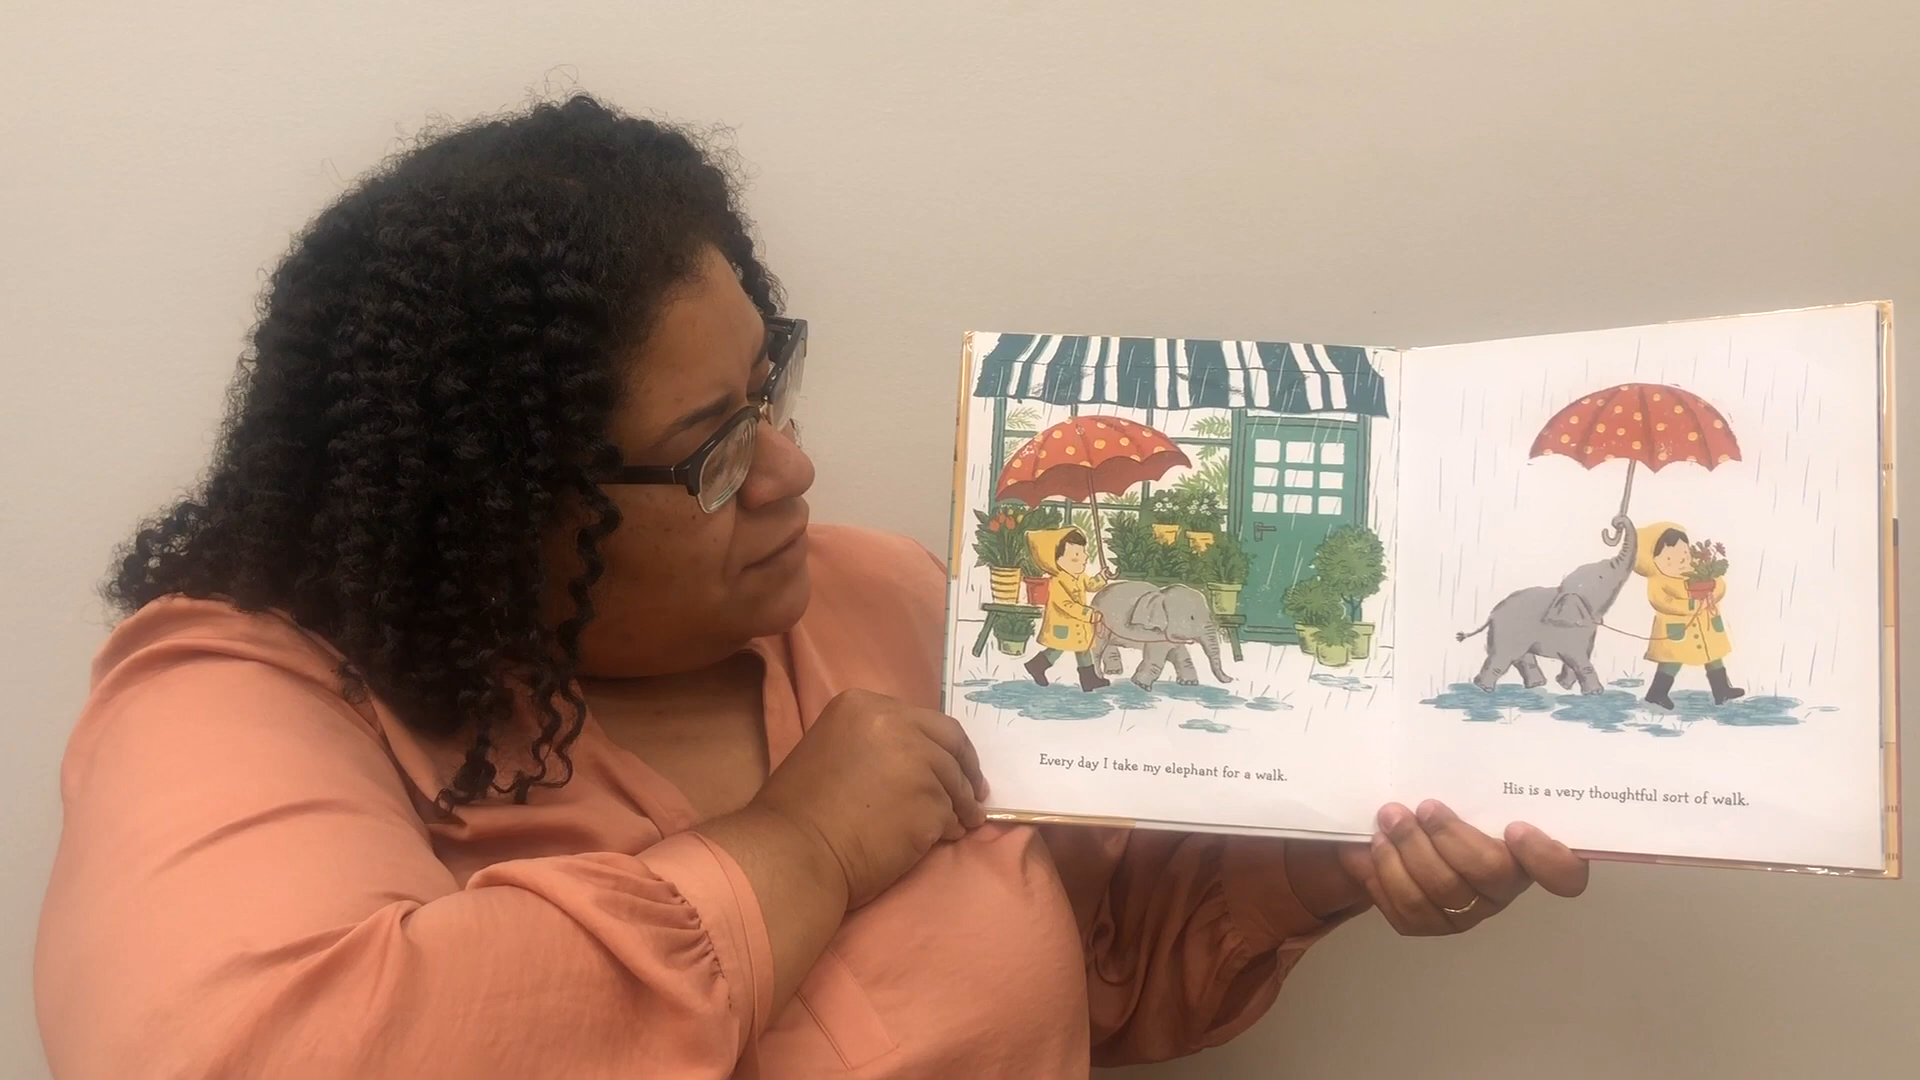 Every day I take my elephant for a walk.
His is a very thoughtful sort of walk.